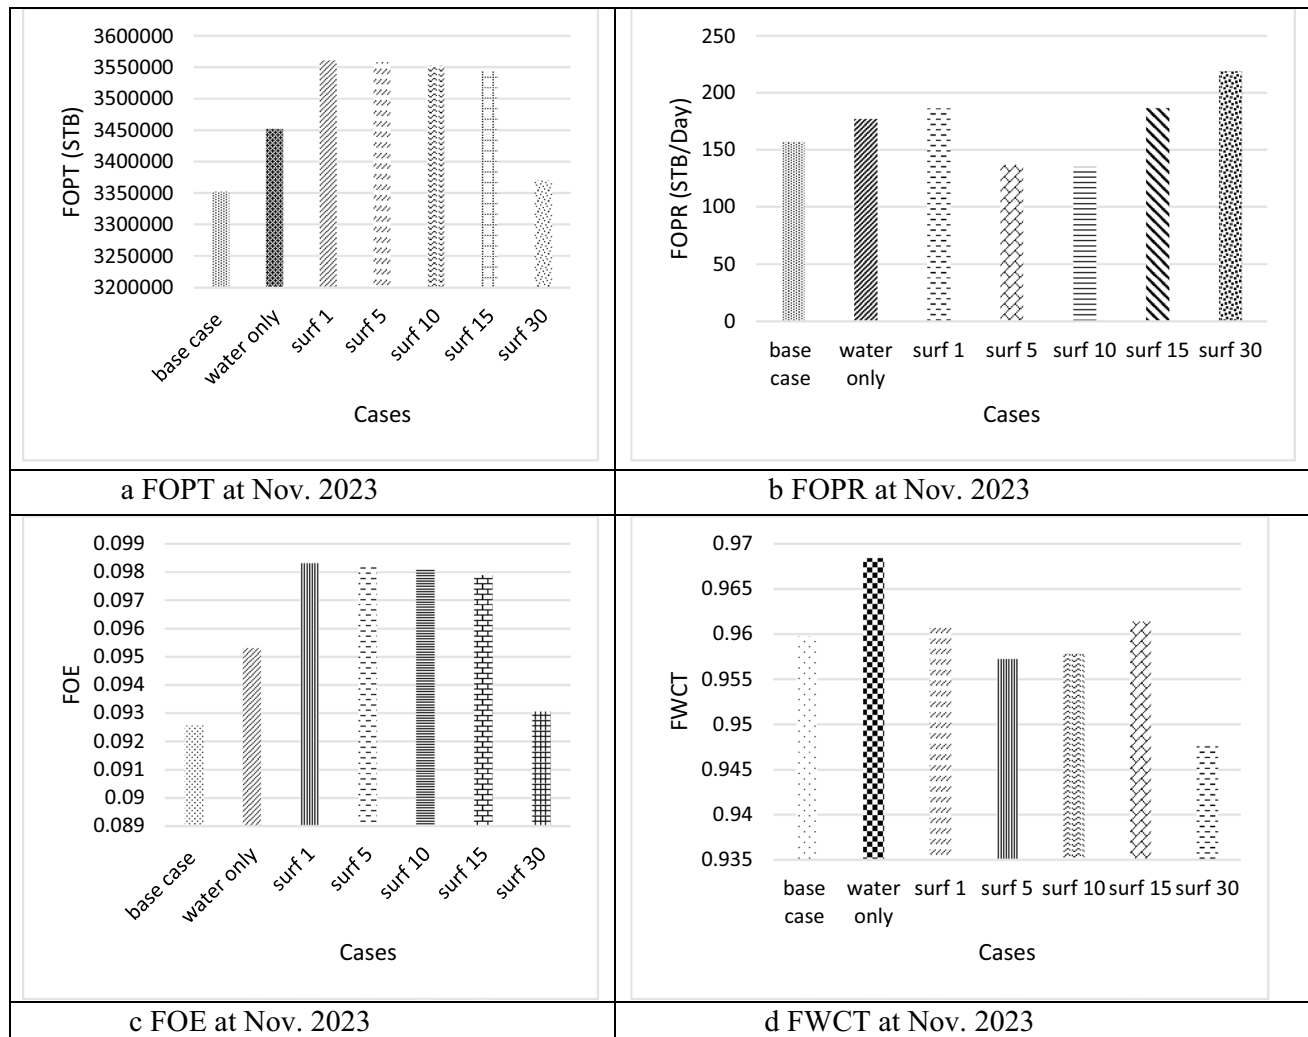 3600000
3550000
3500000
3450000
3400000
3350000
3300000
3250000
3200000
FOPT (STB)
base case
water only
surf 1
surf 5
surf 10
surf 15
surf 30
Cases
250
200
150
100
50
0
FOPR (STB/Day)
base case
water only
surf 1
surf 5
surf 10
surf 15
surf 30
Cases
a FOPT at Nov. 2023
b FOPR at Nov. 2023
0.099
0.098
0.097
0.096
0.095
0.094
0.093
0.092
0.091
0.09
0.089
FOE
base case
water only
surf 1
surf 5
surf 10
surf 15
surf 30
Cases
0.97
0.965
0.96
0.955
0.95
0.945
0.94
0.935
FWCT
base case
water only
surf 1
surf 5
surf 10
surf 15
surf 30
Cases
c FOE at Nov. 2023
d FWCT at Nov. 2023